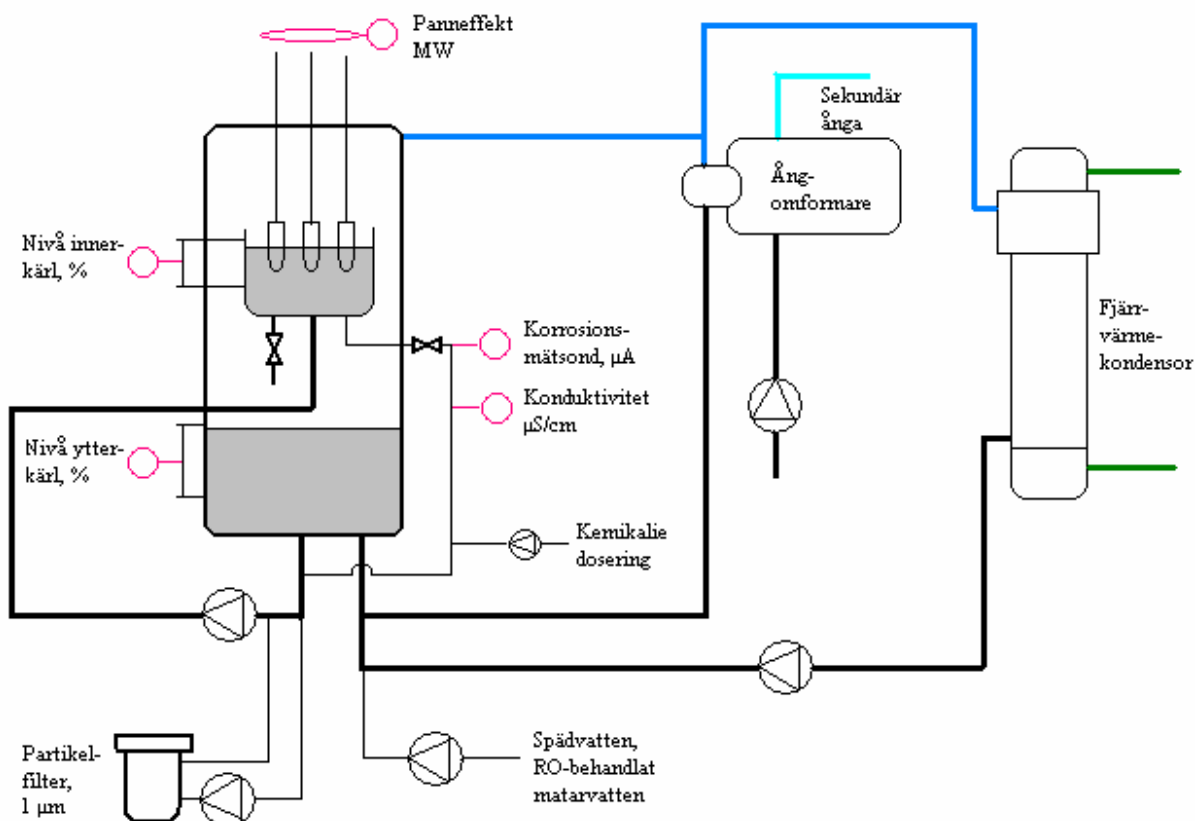 Panneffekt
MW
Sekundär
ånga
Ång-
omformare
Nivå inner-
kärl, %
Korrosions-
mätsond, µA
Konduktivitet
µS/cm
Fjärr-
värme-
kondensor
Nivå ytter-
kärl, %
Kemikalie
dosering
Partikel-
filter,
1 µm
Spädvatten,
RO-behandlat
matarvatten